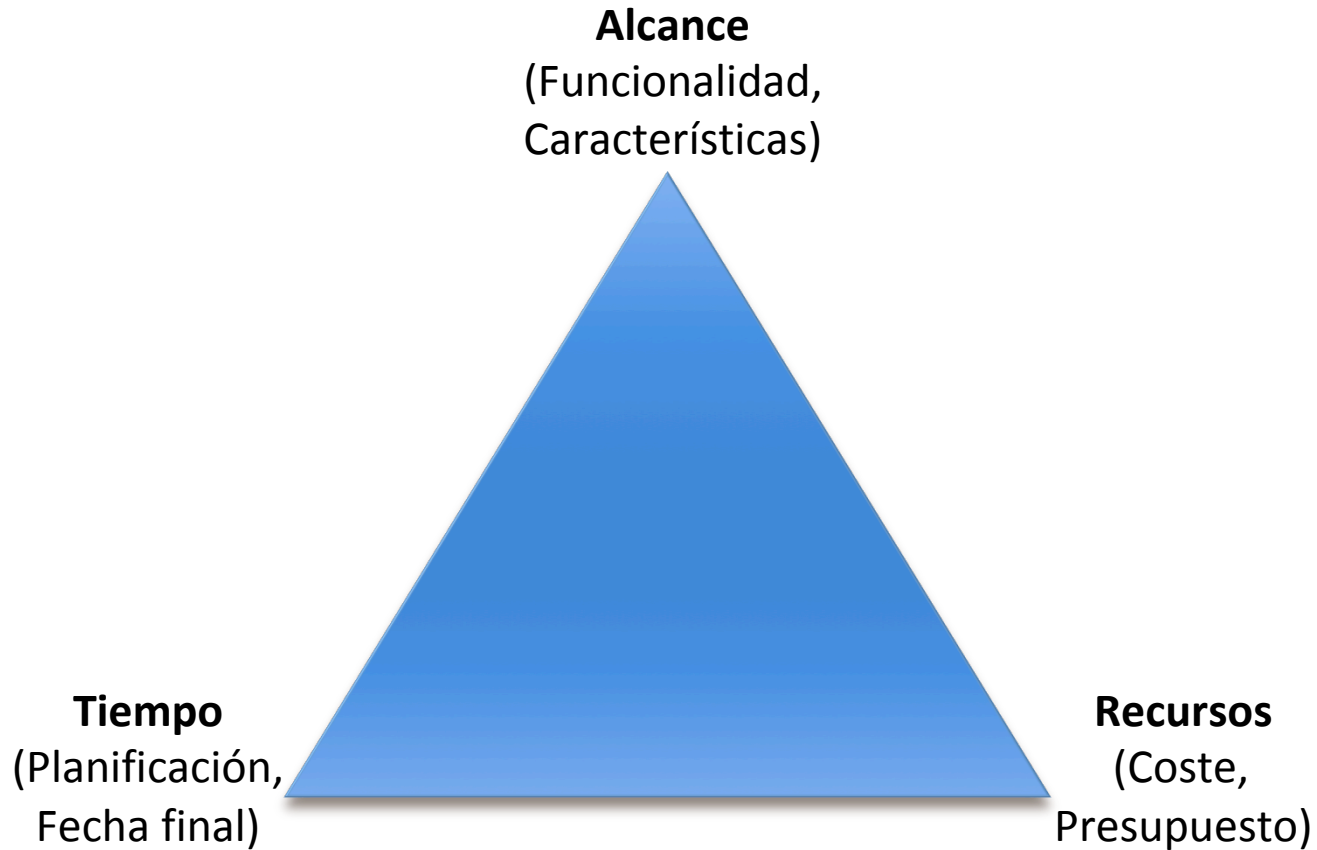 Alcance
(Funcionalidad,
Características)
Tiempo
(Planificación,
Fecha final)
Recursos
(Coste,
Presupuesto)